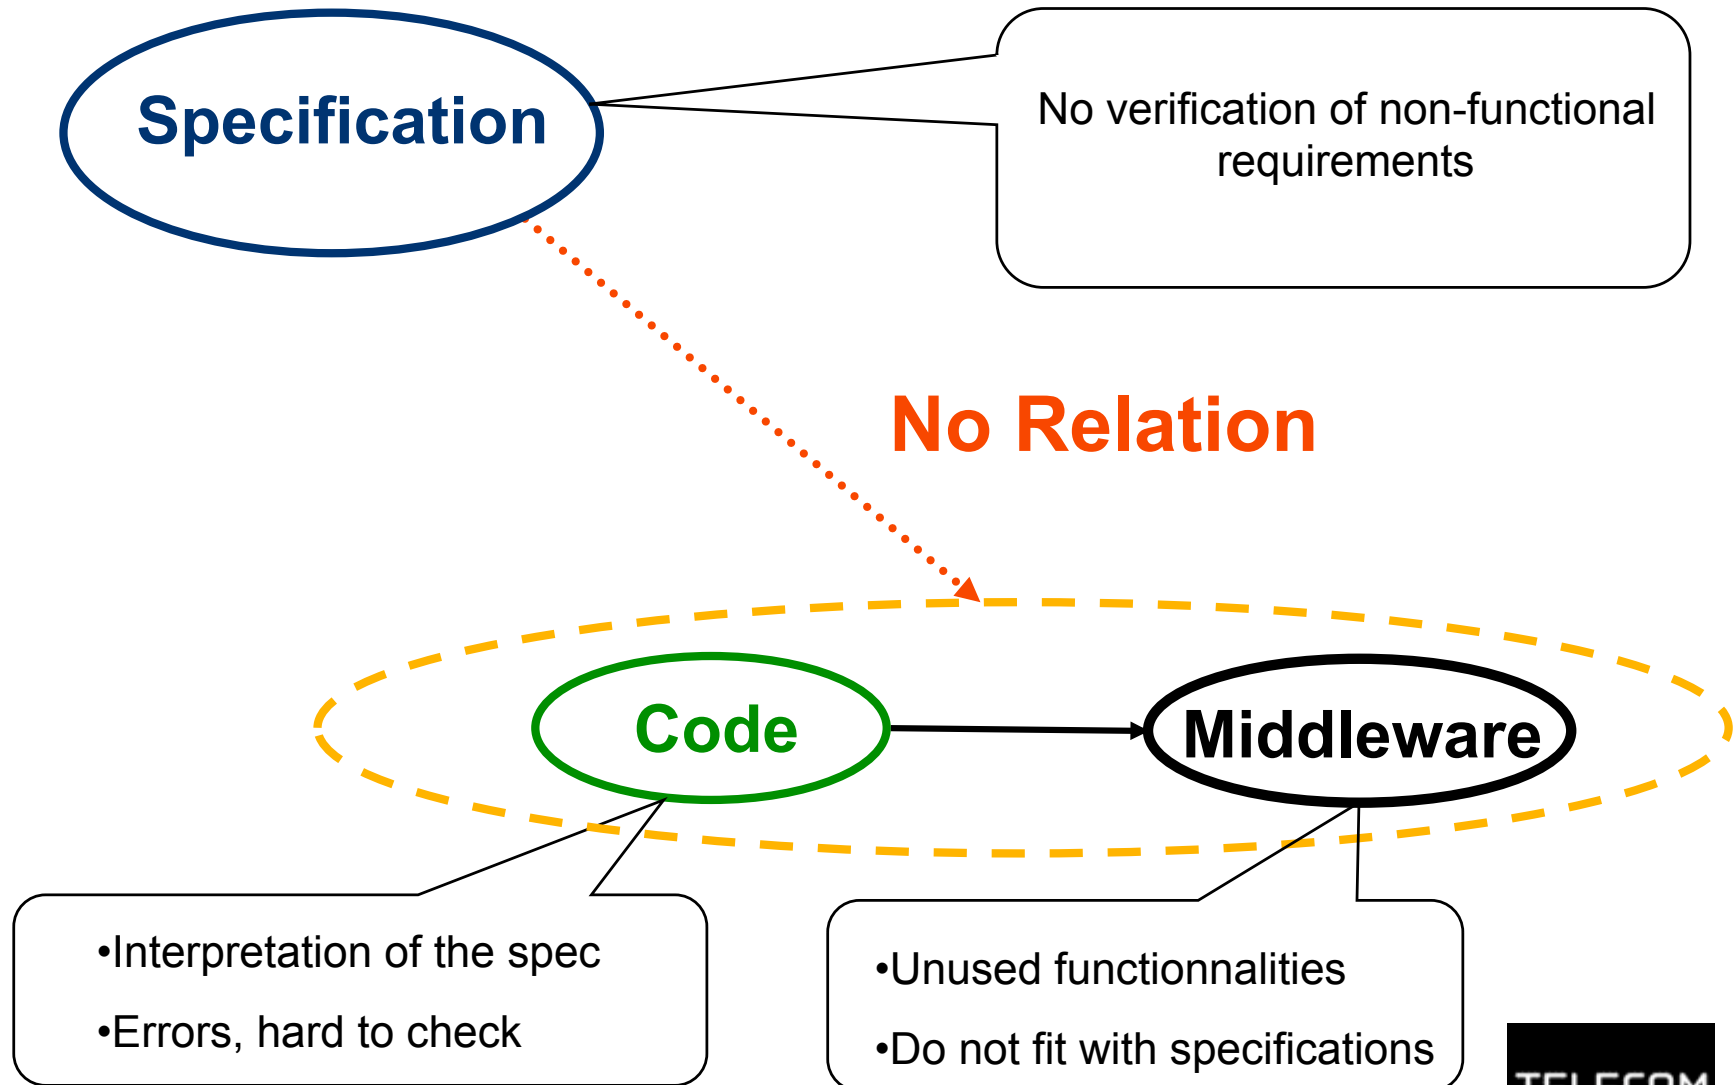 Specification
No verification of non-functional
requirements
No Relation
Code
Middleware
•Interpretation of the spec
•Errors, hard to check
•Unused functionnalities
•Do not fit with specifications
TELECOM